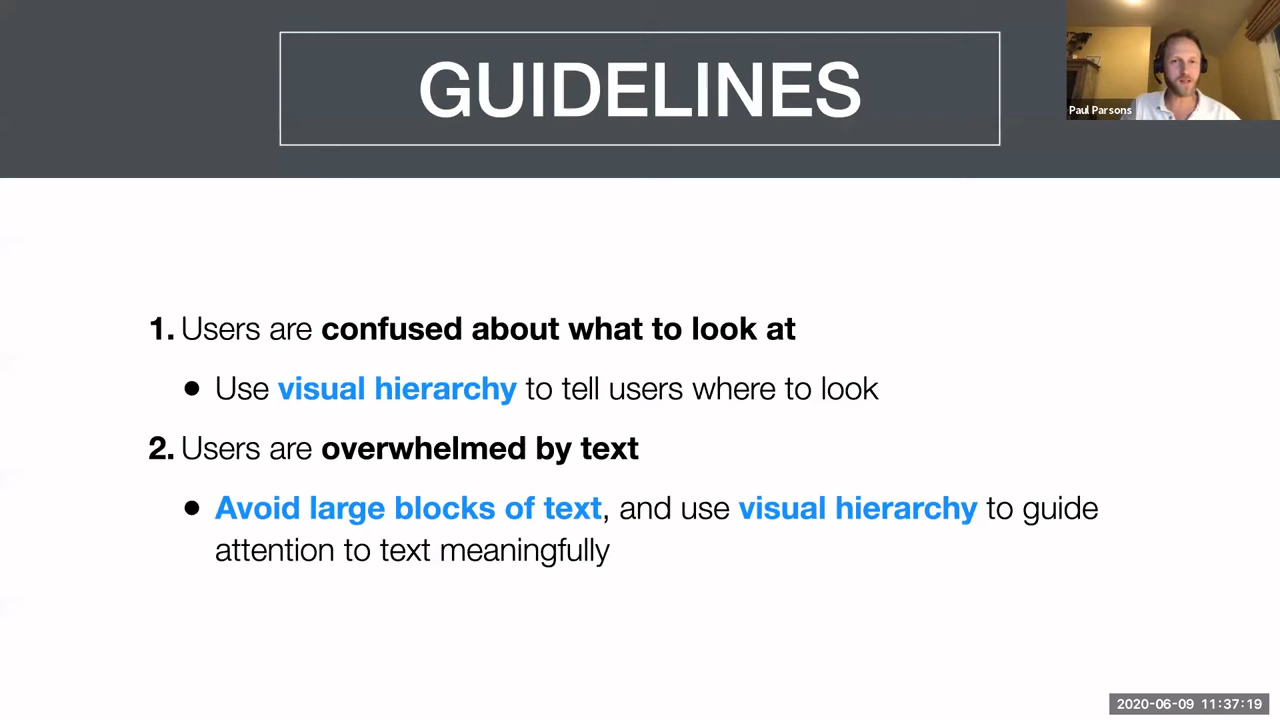 GUIDELINES
Paul Parsons
1. Users are confused about what to look at
● Use visual hierarchy to tell users where to look
2. Users are overwhelmed by text
● Avoid large blocks of text, and use visual hierarchy to guide
attention to text meaningfully
2020-06-09 11:37:19